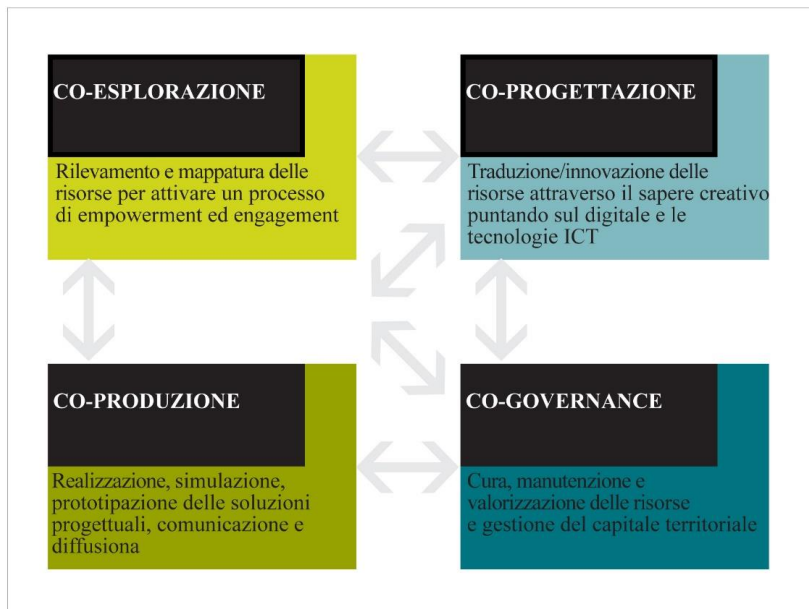 CO-ESPLORAZIONE
Rilevamento e mappatura delle
risorse per attivare un processo
di empowerment ed engagement
CO-PROGETTAZIONE
Traduzione/innovazione delle
risorse attraverso il sapere creativo
puntando sul digitale e le
tecnologie ICT
CO-PRODUZIONE
Realizzazione, simulazione,
prototipazione delle soluzioni
progettuali, comunicazione e
diffusiona
CO-GOVERNANCE
Cura, manutenzione e
valorizzazione delle risorse
e gestione del capitale territoriale